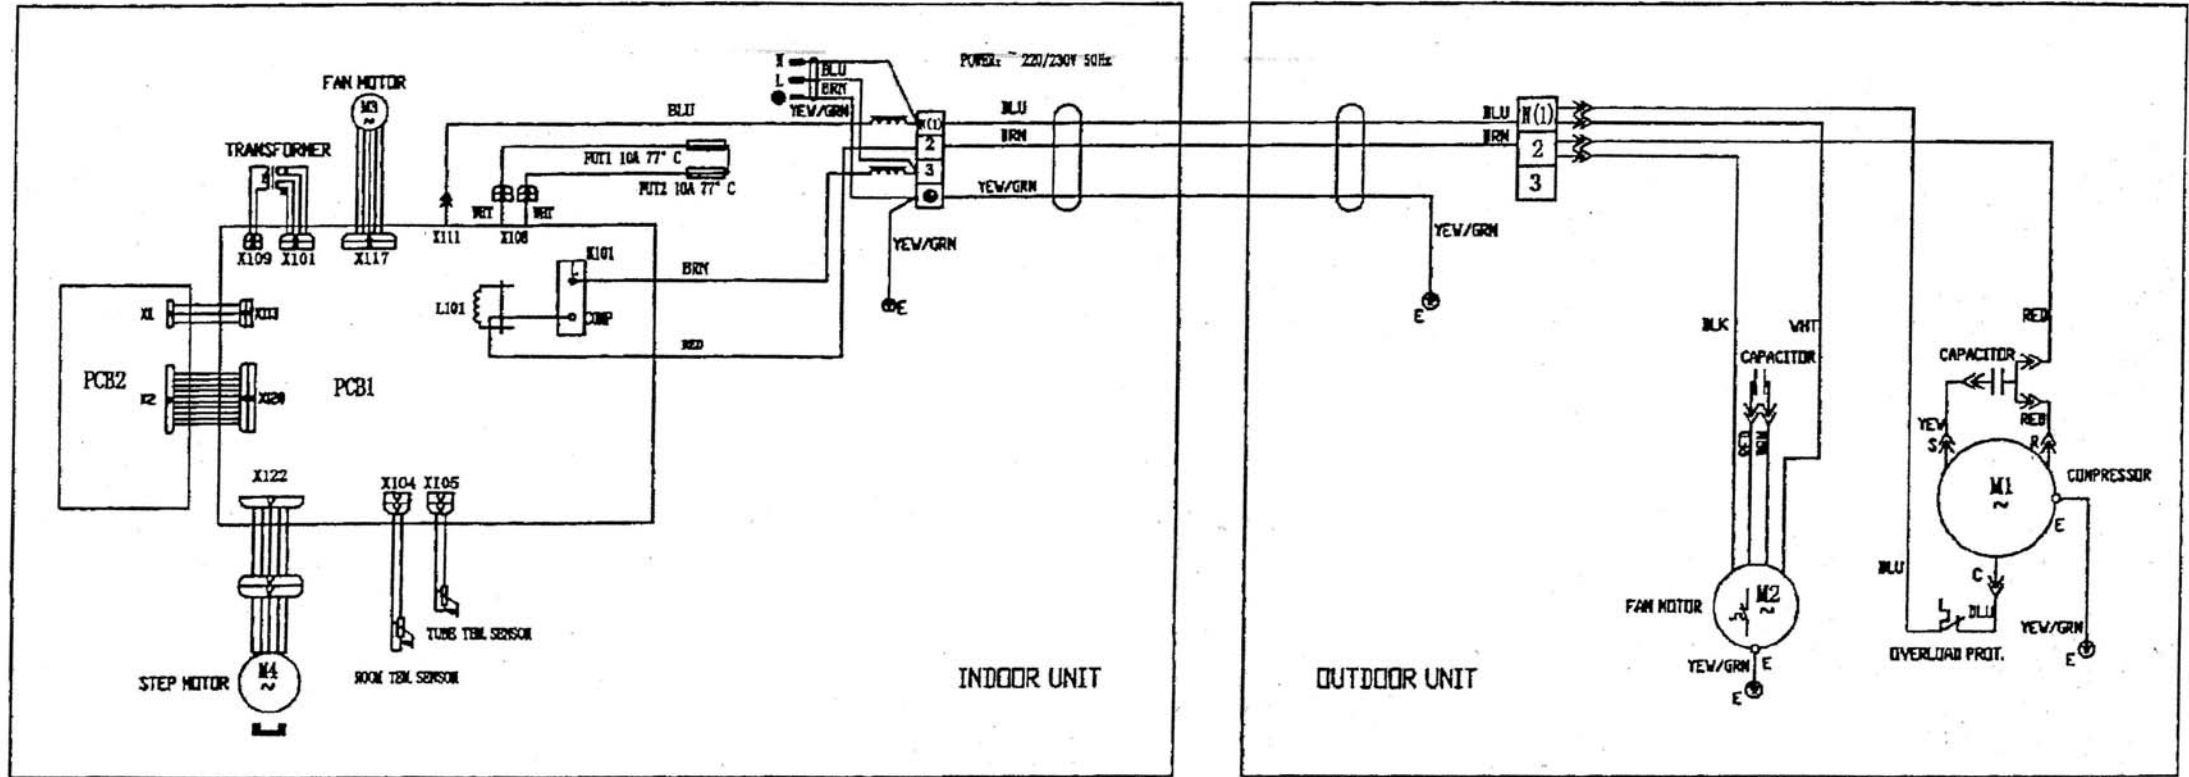 POWER: ~ 220/230V 50Hz
N
L
BLU
BRN
YEW/GRN
FAN MOTOR
M3
~
TRANSFORMER
BLU
FUT1 10A 77° C
FUT2 10A 77° C
WHT
WHT
N(1)
2
3
BLU
BRN
YEW/GRN
YEW/GRN
E
X109
X101
X117
X111
X108
K101
COMP
L101
BRN
RED
X1
X113
X2
X120
PCB2
PCB1
X122
X104
X105
TUBE TEM. SENSOR
ROOM TEM. SENSOR
STEP MOTOR
M4
~
INDOOR UNIT
BLU
BRN
N(1)
2
3
YEW/GRN
E
BLK
WHT
CAPACITOR
RED
FAN MOTOR
M2
~
YEW/GRN
E
E
CAPACITOR
RED
RED
YEW
S
R
M1
~
COMPRESSOR
E
C
BLU
BLU
OVERLOAD PROT.
YEW/GRN
E
OUTDOOR UNIT